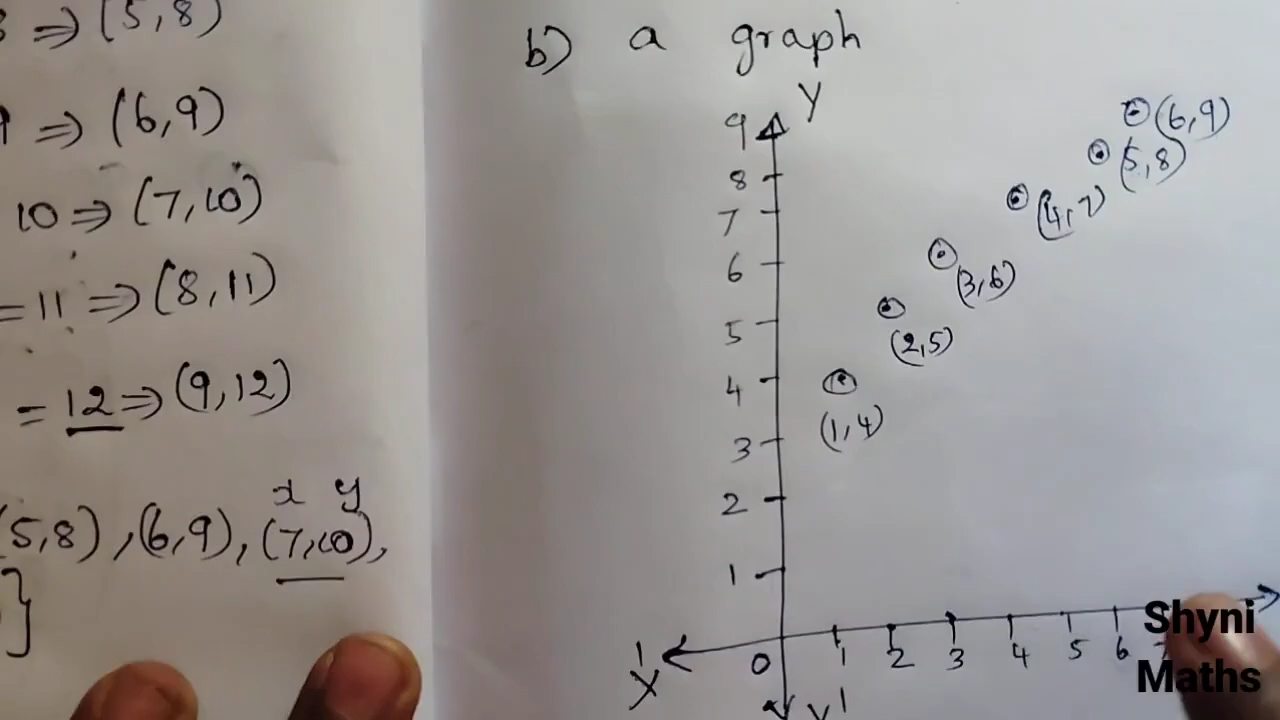 ⇒ (5,8)
⇒ (6,9)
10 ⇒ (7,10)
= 11 ⇒ (8,11)
= 12 ⇒ (9,12)
x y
(5,8), (6,9), (7,10),
}
b) a graph
Y
9
8
7
6
5
4
3
2
1
(6,9)
(5,8)
(4,7)
(3,6)
(2,5)
(1,4)
X' 0 1 2 3 4 5 6
Y'
Shyni
Maths